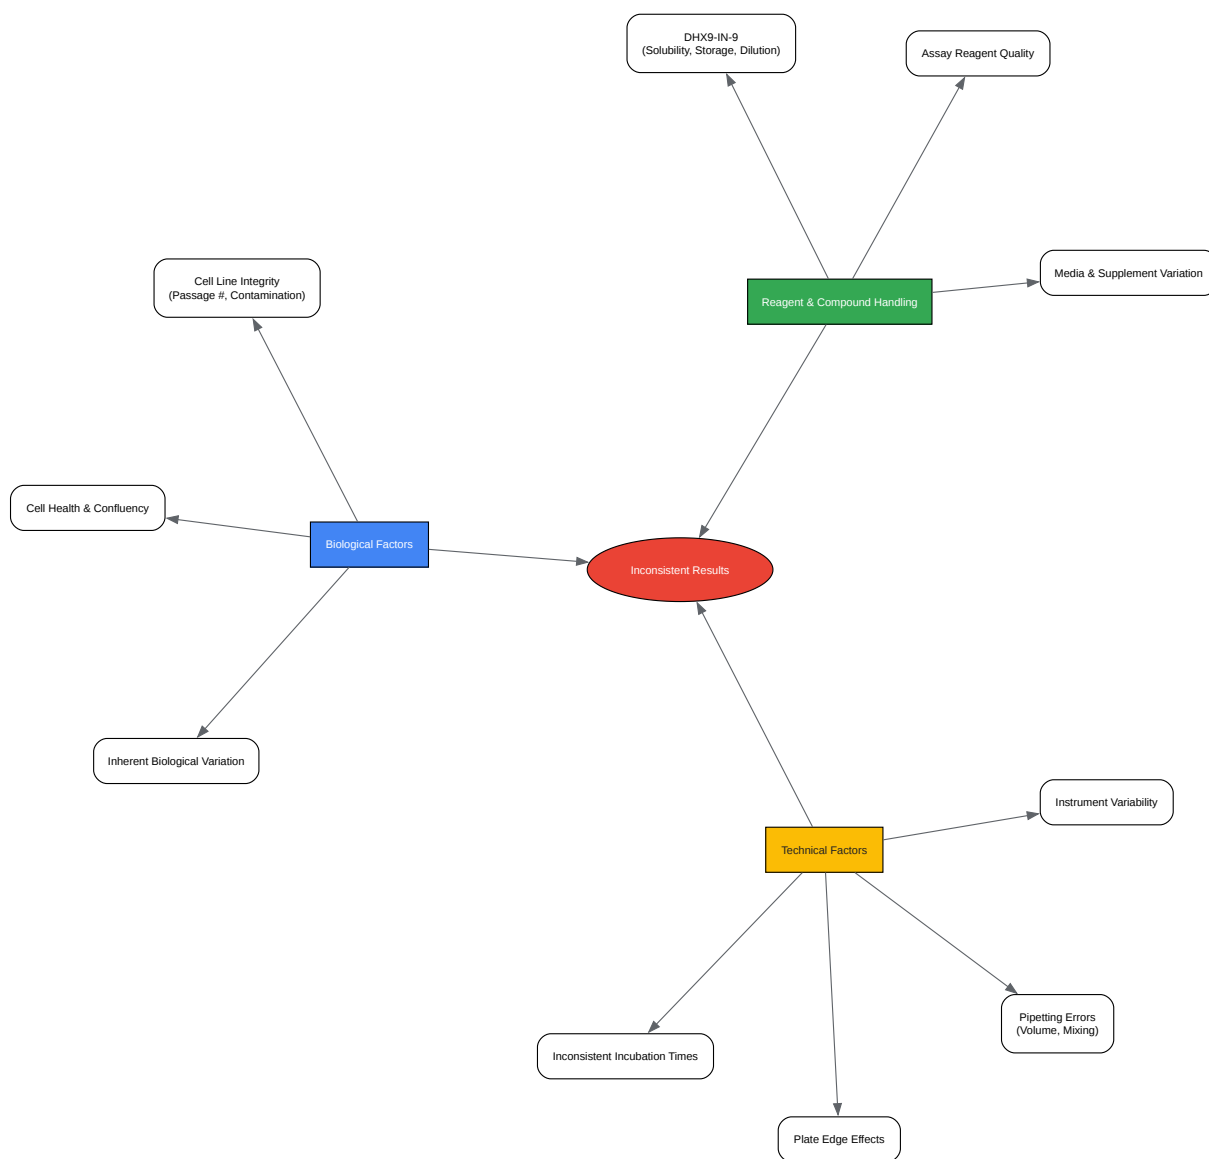 DHX9-IN-9
(Solubility, Storage, Dilution)
Assay Reagent Quality
Cell Line Integrity
(Passage #, Contamination)
Media & Supplement Variation
Reagent & Compound Handling
Cell Health & Confluency
Biological Factors
Inconsistent Results
Inherent Biological Variation
Instrument Variability
Technical Factors
Pipetting Errors
(Volume, Mixing)
Inconsistent Incubation Times
Plate Edge Effects